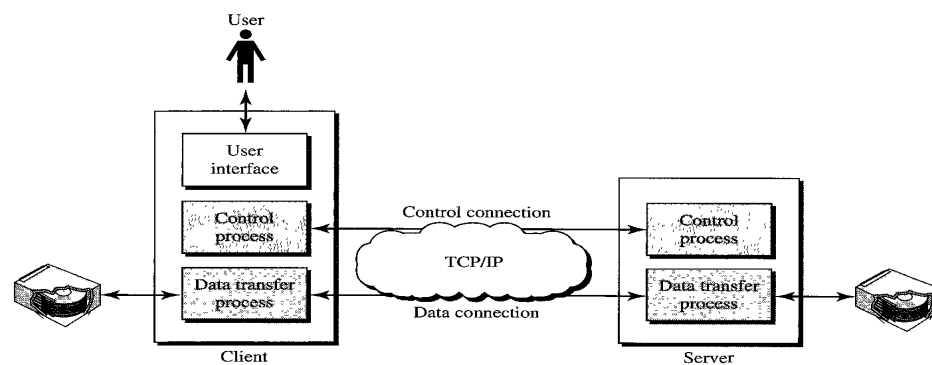 User
User
interface
Control
process
Data transfer
process
Client
Control connection
TCP/IP
Data connection
Control
process
Data transfer
process
Server